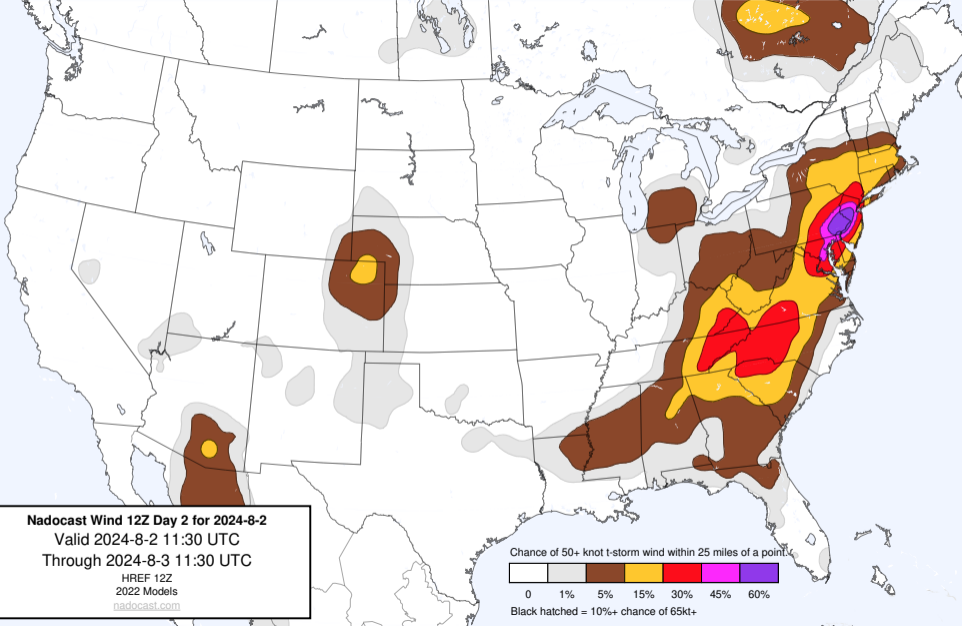 Nadocast Wind 12Z Day 2 for 2024-8-2
Valid 2024-8-2 11:30 UTC
Through 2024-8-3 11:30 UTC
HREF 12Z
2022 Models
nadocast.com
Chance of 50+ knot t-storm wind within 25 miles of a point.
0 1% 5% 15% 30% 45% 60%
Black hatched = 10%+ chance of 65kt+